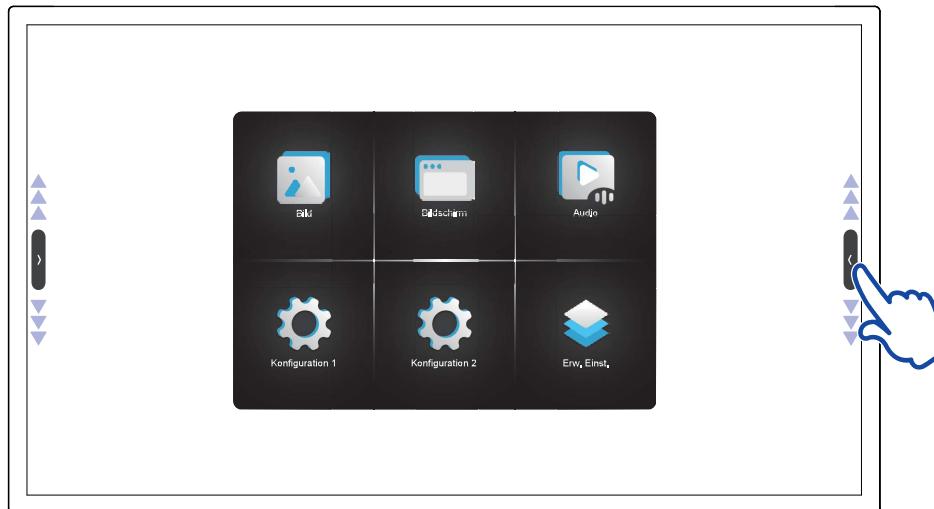 Bild
Bildschirm
Audio
Konfiguration 1
Konfiguration 2
Erw. Einst.